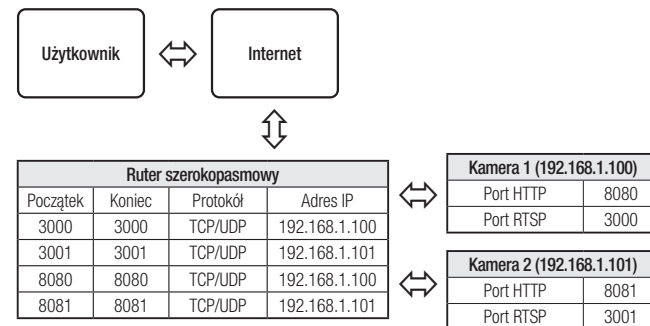 Użytkownik
Internet
Ruter szerokopasmowy
Początek Koniec Protokół Adres IP
3000 3000 TCP/UDP 192.168.1.100
3001 3001 TCP/UDP 192.168.1.101
8080 8080 TCP/UDP 192.168.1.100
8081 8081 TCP/UDP 192.168.1.101
Kamera 1 (192.168.1.100)
Port HTTP 8080
Port RTSP 3000
Kamera 2 (192.168.1.101)
Port HTTP 8081
Port RTSP 3001